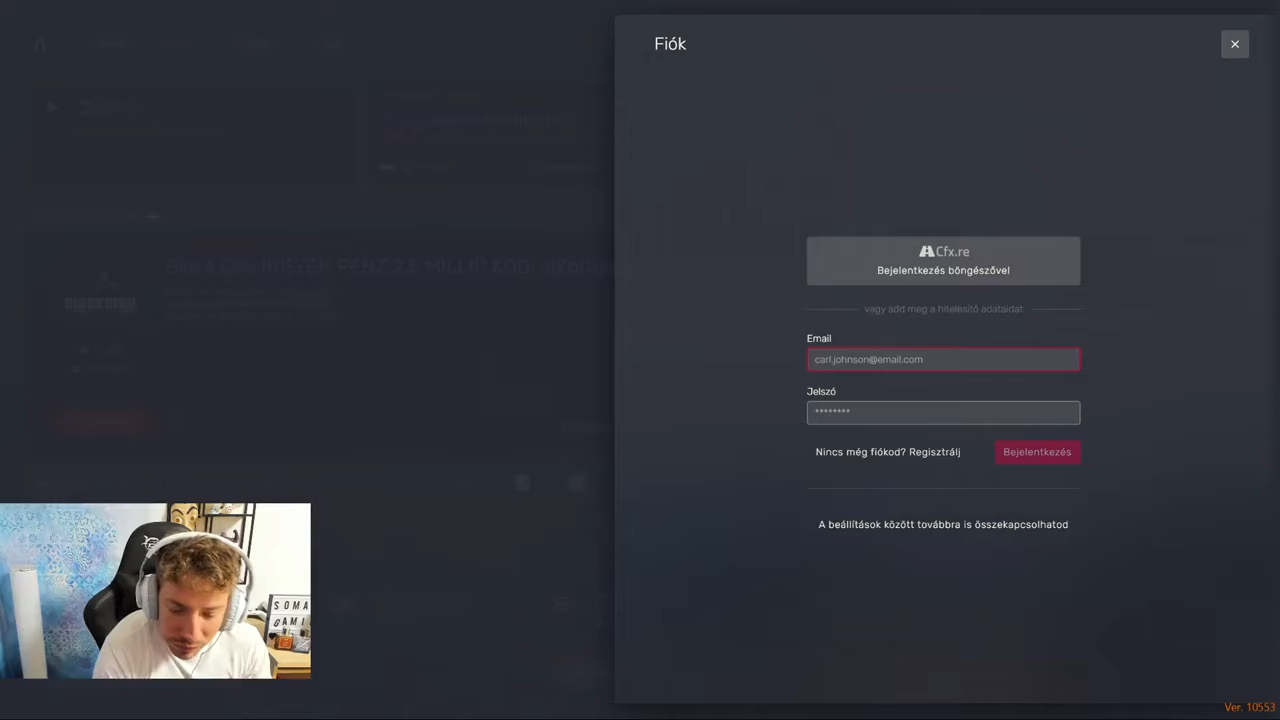 Fiók
Cfx.re
Bejelentkezés böngészővel
vagy add meg a hitelesítő adataidat
Email
carl.johnson@email.com
Jelszó
********
Nincs még fiókod? Regisztrálj
Bejelentkezés
A beállítások között továbbra is összekapcsolhatod
SOMA
GAMI
Ver. 10553